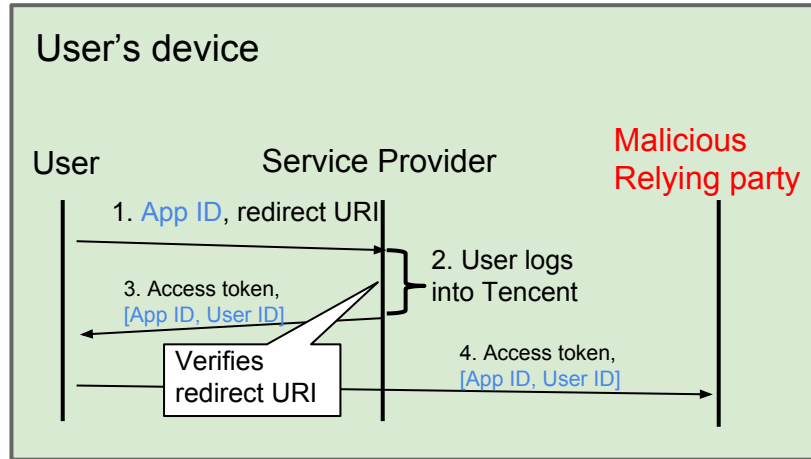 User’s device
User
Service Provider
Malicious
Relying party
1. App ID, redirect URI
2. User logs
into Tencent
3. Access token,
[App ID, User ID]
Verifies
redirect URI
4. Access token,
[App ID, User ID]